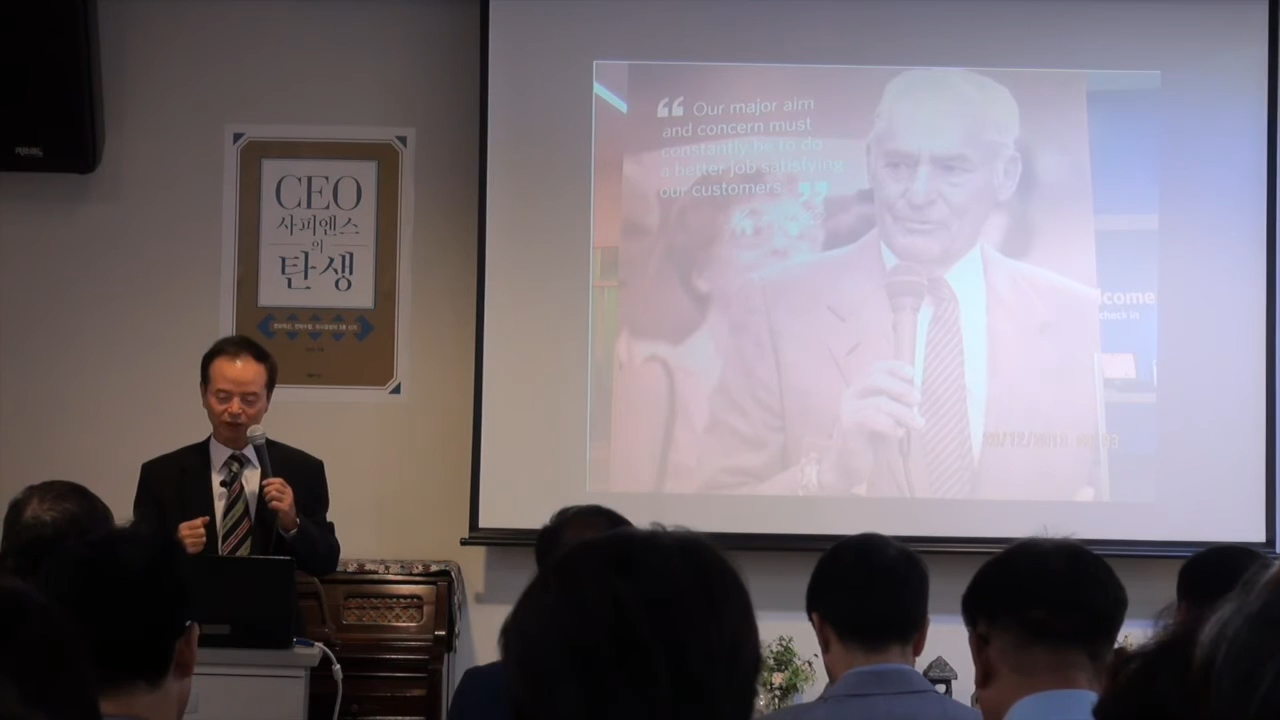 CEO
사피엔스
의
탄생
“ Our major aim
and concern must
constantly be to do
a better job satisfying
our customers. ”
lcome
check in